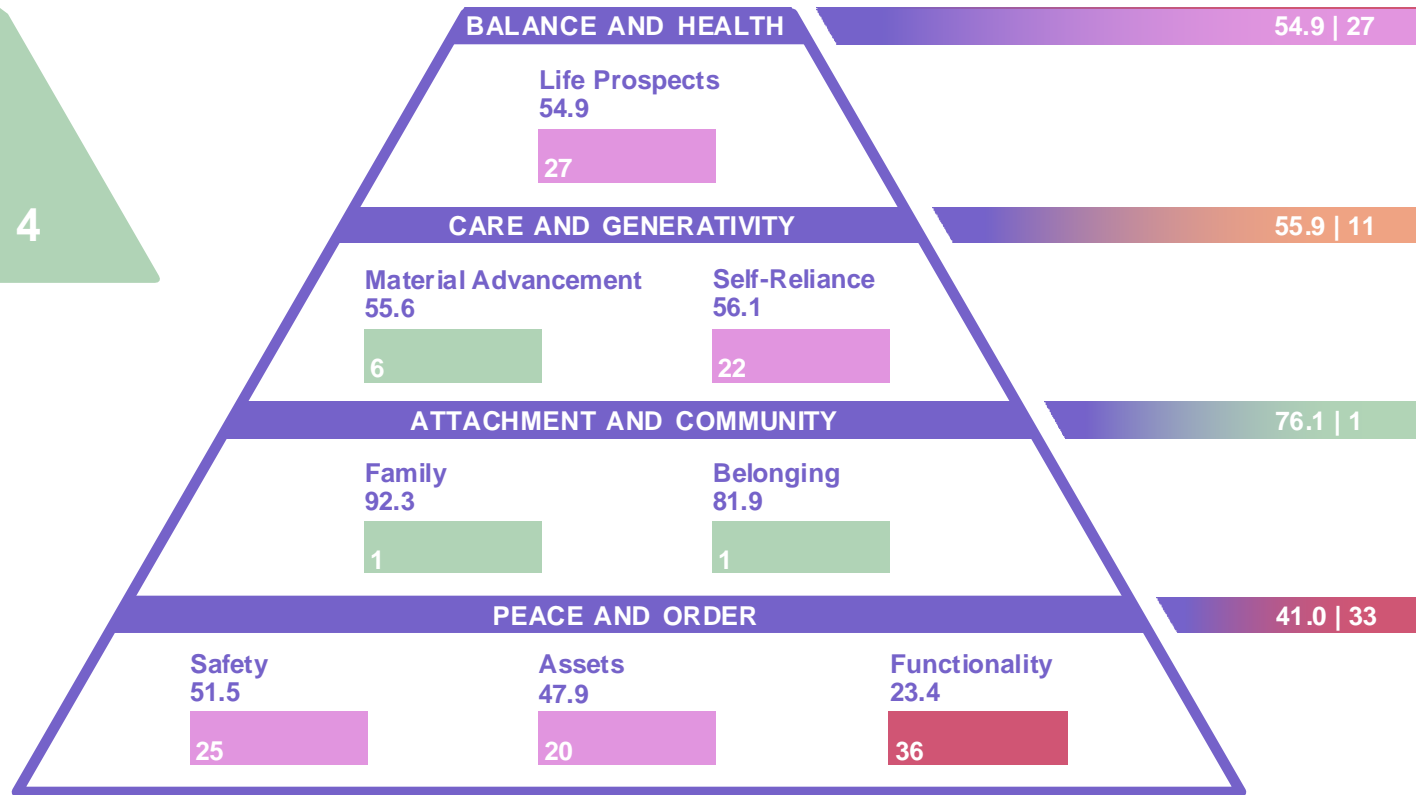 BALANCE AND HEALTH
54.9 | 27
Life Prospects
54.9
27
4
CARE AND GENERATIVITY
55.9 | 11
Material Advancement
55.6
6
Self-Reliance
56.1
22
ATTACHMENT AND COMMUNITY
76.1 | 1
Family
92.3
1
Belonging
81.9
1
PEACE AND ORDER
41.0 | 33
Safety
51.5
25
Assets
47.9
20
Functionality
23.4
36